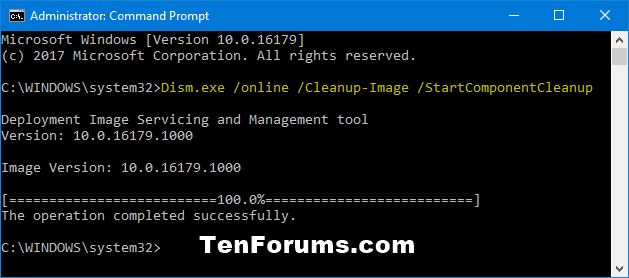 Administrator: Command Prompt
Microsoft Windows [Version 10.0.16179]
(c) 2017 Microsoft Corporation. All rights reserved.
C:\WINDOWS\system32>Dism.exe /online /Cleanup-Image /StartComponentCleanup
Deployment Image Servicing and Management tool
Version: 10.0.16179.1000
Image Version: 10.0.16179.1000
[==========================100.0%==========================]
The operation completed successfully.
C:\WINDOWS\system32>
TenForums.com